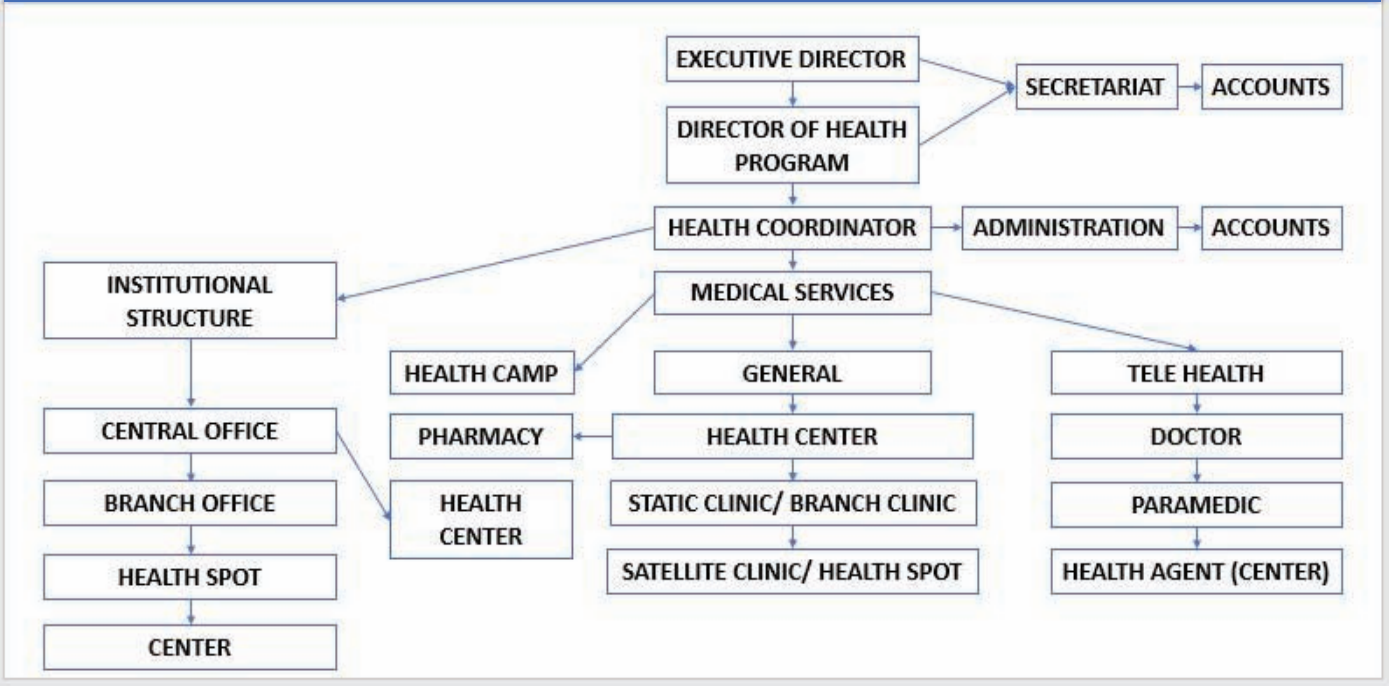 EXECUTIVE DIRECTOR
SECRETARIAT
ACCOUNTS
DIRECTOR OF HEALTH
PROGRAM
HEALTH COORDINATOR
ADMINISTRATION
ACCOUNTS
INSTITUTIONAL
STRUCTURE
MEDICAL SERVICES
HEALTH CAMP
GENERAL
TELE HEALTH
CENTRAL OFFICE
PHARMACY
HEALTH CENTER
DOCTOR
BRANCH OFFICE
HEALTH
CENTER
STATIC CLINIC/ BRANCH CLINIC
PARAMEDIC
HEALTH SPOT
SATELLITE CLINIC/ HEALTH SPOT
HEALTH AGENT (CENTER)
CENTER